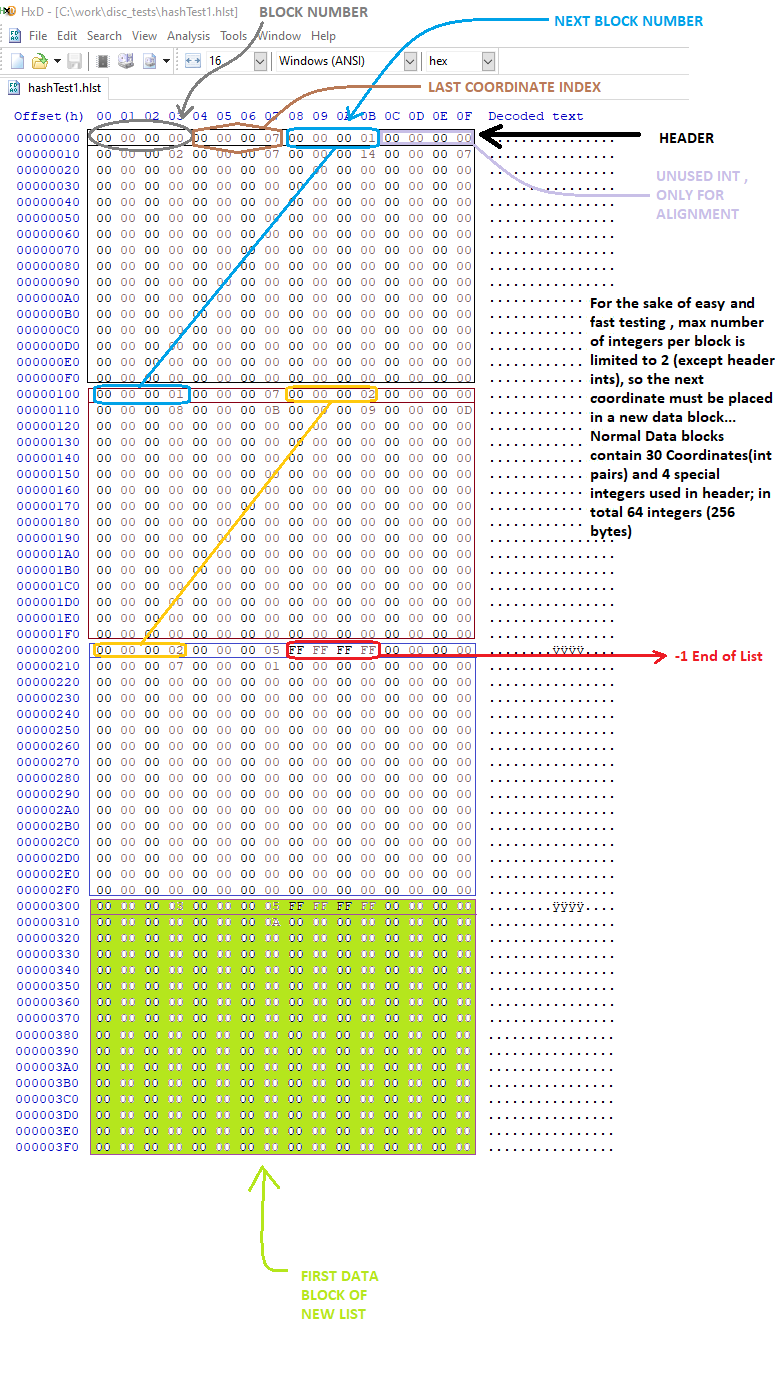 HxD - [C:\work\disc_tests\hashTest1.hlst]
BLOCK NUMBER
NEXT BLOCK NUMBER
File Edit Search View Analysis Tools Window Help
16 Windows (ANSI) hex
hashTest1.hlst
LAST COORDINATE INDEX
Offset(h) 00 01 02 03 04 05 06 07 08 09 0A 0B 0C 0D 0E 0F Decoded text
00000000 00 00 00 00 00 00 00 07 00 00 00 01 00 00 00 00 ................
HEADER
00000010 00 00 00 02 00 00 00 07 00 00 00 14 00 00 00 07 ................
00000020 00 00 00 00 00 00 00 00 00 00 00 00 00 00 00 00 ................
00000030 00 00 00 00 00 00 00 00 00 00 00 00 00 00 00 00 ................
00000040 00 00 00 00 00 00 00 00 00 00 00 00 00 00 00 00 ................
00000050 00 00 00 00 00 00 00 00 00 00 00 00 00 00 00 00 ................
00000060 00 00 00 00 00 00 00 00 00 00 00 00 00 00 00 00 ................
00000070 00 00 00 00 00 00 00 00 00 00 00 00 00 00 00 00 ................
00000080 00 00 00 00 00 00 00 00 00 00 00 00 00 00 00 00 ................
00000090 00 00 00 00 00 00 00 00 00 00 00 00 00 00 00 00 ................
000000A0 00 00 00 00 00 00 00 00 00 00 00 00 00 00 00 00
000000B0 00 00 00 00 00 00 00 00 00 00 00 00 00 00 00 00
000000C0 00 00 00 00 00 00 00 00 00 00 00 00 00 00 00 00
000000D0 00 00 00 00 00 00 00 00 00 00 00 00 00 00 00 00
000000E0 00 00 00 00 00 00 00 00 00 00 00 00 00 00 00 00
000000F0 00 00 00 00 00 00 00 00 00 00 00 00 00 00 00 00
00000100 00 00 00 01 00 00 00 07 00 00 00 02 00 00 00 00
00000110 00 00 00 08 00 00 00 0B 00 00 00 09 00 00 00 0D
00000120 00 00 00 00 00 00 00 00 00 00 00 00 00 00 00 00
00000130 00 00 00 00 00 00 00 00 00 00 00 00 00 00 00 00
00000140 00 00 00 00 00 00 00 00 00 00 00 00 00 00 00 00
00000150 00 00 00 00 00 00 00 00 00 00 00 00 00 00 00 00
00000160 00 00 00 00 00 00 00 00 00 00 00 00 00 00 00 00
00000170 00 00 00 00 00 00 00 00 00 00 00 00 00 00 00 00
00000180 00 00 00 00 00 00 00 00 00 00 00 00 00 00 00 00
00000190 00 00 00 00 00 00 00 00 00 00 00 00 00 00 00 00 ................
000001A0 00 00 00 00 00 00 00 00 00 00 00 00 00 00 00 00 ................
000001B0 00 00 00 00 00 00 00 00 00 00 00 00 00 00 00 00 ................
000001C0 00 00 00 00 00 00 00 00 00 00 00 00 00 00 00 00 ................
000001D0 00 00 00 00 00 00 00 00 00 00 00 00 00 00 00 00 ................
000001E0 00 00 00 00 00 00 00 00 00 00 00 00 00 00 00 00 ................
000001F0 00 00 00 00 00 00 00 00 00 00 00 00 00 00 00 00 ................
00000200 00 00 00 02 00 00 00 05 FF FF FF FF 00 00 00 00 ........ÿÿÿÿ....
00000210 00 00 00 07 00 00 00 01 00 00 00 00 00 00 00 00 ................
00000220 00 00 00 00 00 00 00 00 00 00 00 00 00 00 00 00 ................
00000230 00 00 00 00 00 00 00 00 00 00 00 00 00 00 00 00 ................
00000240 00 00 00 00 00 00 00 00 00 00 00 00 00 00 00 00 ................
00000250 00 00 00 00 00 00 00 00 00 00 00 00 00 00 00 00 ................
00000260 00 00 00 00 00 00 00 00 00 00 00 00 00 00 00 00 ................
00000270 00 00 00 00 00 00 00 00 00 00 00 00 00 00 00 00 ................
00000280 00 00 00 00 00 00 00 00 00 00 00 00 00 00 00 00 ................
00000290 00 00 00 00 00 00 00 00 00 00 00 00 00 00 00 00 ................
000002A0 00 00 00 00 00 00 00 00 00 00 00 00 00 00 00 00 ................
000002B0 00 00 00 00 00 00 00 00 00 00 00 00 00 00 00 00 ................
000002C0 00 00 00 00 00 00 00 00 00 00 00 00 00 00 00 00 ................
000002D0 00 00 00 00 00 00 00 00 00 00 00 00 00 00 00 00 ................
000002E0 00 00 00 00 00 00 00 00 00 00 00 00 00 00 00 00 ................
000002F0 00 00 00 00 00 00 00 00 00 00 00 00 00 00 00 00 ................
00000300 00 00 00 00 00 00 FF FF FF FF 00 00 00 00 ........ÿÿÿÿ....
00000310 00 00 00 00 00 00 00 00 00 00 00 00 00 00 00 ................
00000320 00 00 00 00 00 00 00 00 00 00 00 00 00 00 00 00 ................
00000330 00 00 00 00 00 00 00 00 00 00 00 00 00 00 00 00 ................
00000340 00 00 00 00 00 00 00 00 00 00 00 00 00 00 00 00 ................
00000350 00 00 00 00 00 00 00 00 00 00 00 00 00 00 00 00 ................
00000360 00 00 00 00 00 00 00 00 00 00 00 00 00 00 00 00 ................
00000370 00 00 00 00 00 00 00 00 00 00 00 00 00 00 00 00 ................
00000380 00 00 00 00 00 00 00 00 00 00 00 00 00 00 00 00 ................
00000390 00 00 00 00 00 00 00 00 00 00 00 00 00 00 00 00 ................
000003A0 00 00 00 00 00 00 00 00 00 00 00 00 00 00 00 00 ................
000003B0 00 00 00 00 00 00 00 00 00 00 00 00 00 00 00 00 ................
000003C0 00 00 00 00 00 00 00 00 00 00 00 00 00 00 00 00 ................
000003D0 00 00 00 00 00 00 00 00 00 00 00 00 00 00 00 00 ................
000003E0 00 00 00 00 00 00 00 00 00 00 00 00 00 00 00 00 ................
000003F0 00 00 00 00 00 00 00 00 00 00 00 00 00 00 00 00 ................
UNUSED INT ,
ONLY FOR
ALIGNMENT
For the sake of easy and
fast testing , max number
of integers per block is
limited to 2 (except header
ints), so the next
coordinate must be placed
in a new data block...
Normal Data blocks
contain 30 Coordinates(int
pairs) and 4 special
integers used in header; in
total 64 integers (256
bytes)
-1 End of List
FIRST DATA
BLOCK OF
NEW LIST